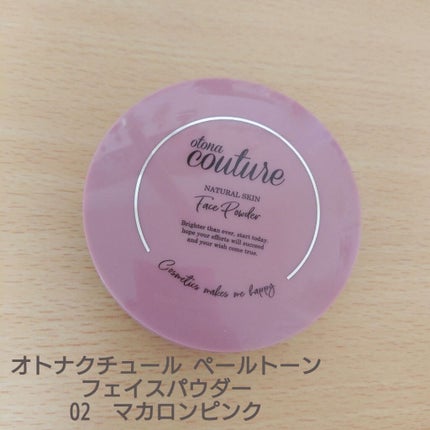 otona
couture
NATURAL SKIN
Face Powder
Brighter than ever, start today.
hope your efforts will succeed
and your wish come true.
Cosmetics makes me happy
オトナクチュール ペールトーン
フェイスパウダー
02 マカロンピンク